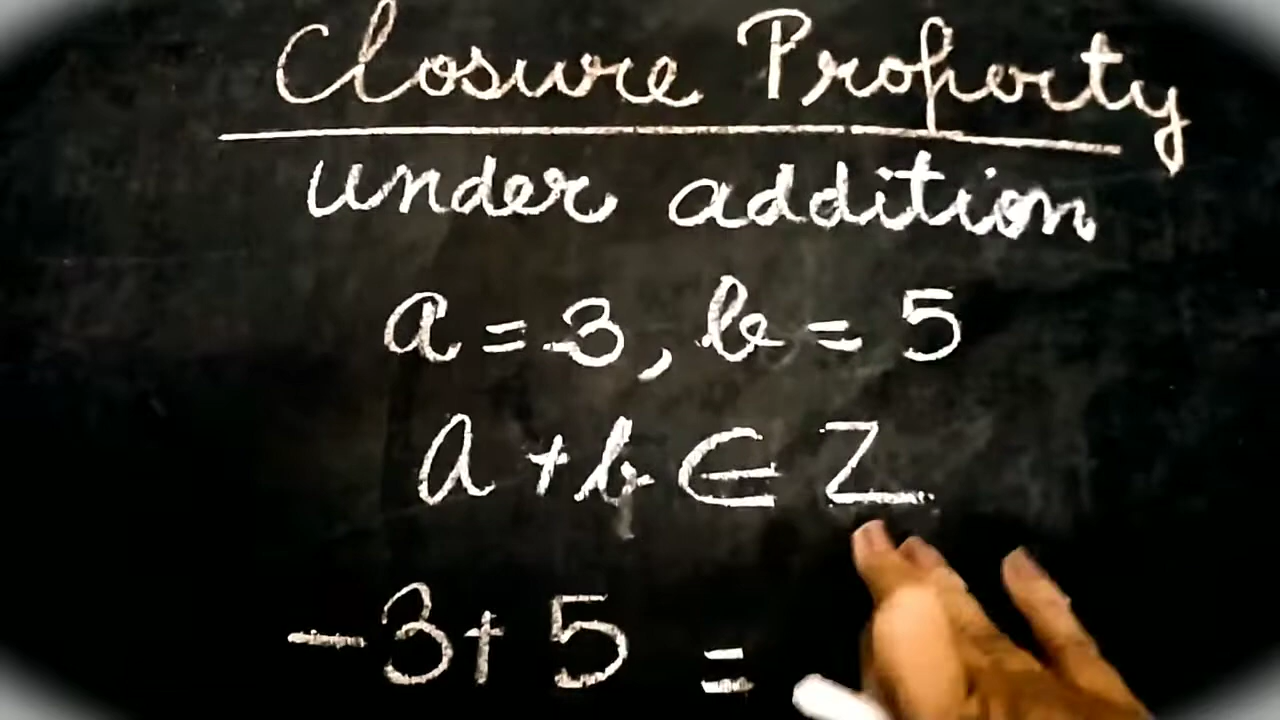 Closure Property
under addition
a = -3, b = 5
a + b ∈ Z
-3 + 5 =